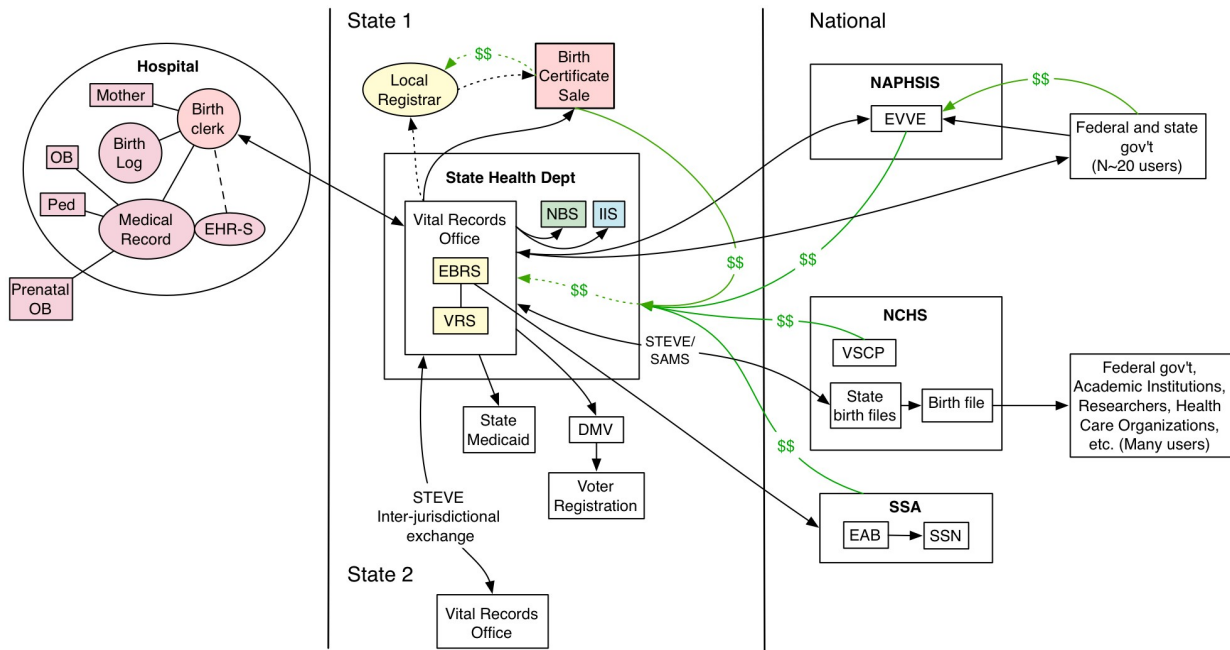 State 1
National
Hospital
Mother
Birth
clerk
Birth
Log
OB
Ped
Medical
Record
EHR-S
Prenatal
OB
$$
Local
Registrar
Birth
Certificate
Sale
State Health Dept
Vital Records
Office
NBS
IIS
EBRS
VRS
$$
$$
$$
STEVE/
SAMS
State
Medicaid
DMV
Voter
Registration
STEVE
Inter-jurisdictional
exchange
State 2
Vital Records
Office
NAPHSIS
EVVE
$$
Federal and state
gov't
(N~20 users)
NCHS
$$
VSCP
State
birth files
Birth file
Federal gov't,
Academic Institutions,
Researchers, Health
Care Organizations,
etc. (Many users)
$$
SSA
EAB
SSN